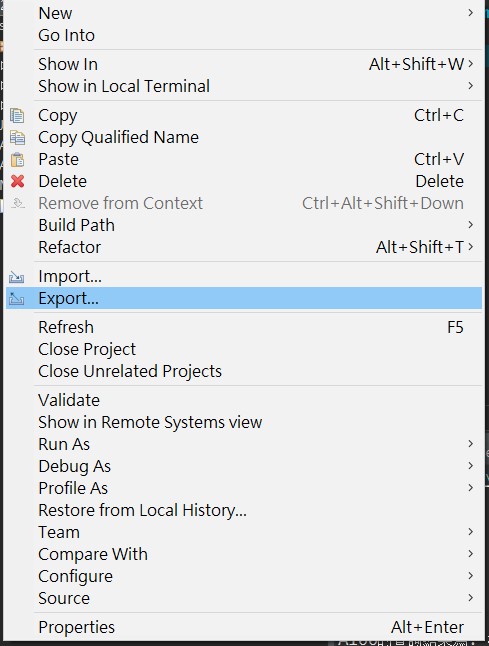 New
Go Into
Show In Alt+Shift+W
Show in Local Terminal
Copy Ctrl+C
Copy Qualified Name
Paste Ctrl+V
Delete Delete
Remove from Context Ctrl+Alt+Shift+Down
Build Path
Refactor Alt+Shift+T
Import...
Export...
Refresh F5
Close Project
Close Unrelated Projects
Validate
Show in Remote Systems view
Run As
Debug As
Profile As
Restore from Local History...
Team
Compare With
Configure
Source
Properties Alt+Enter